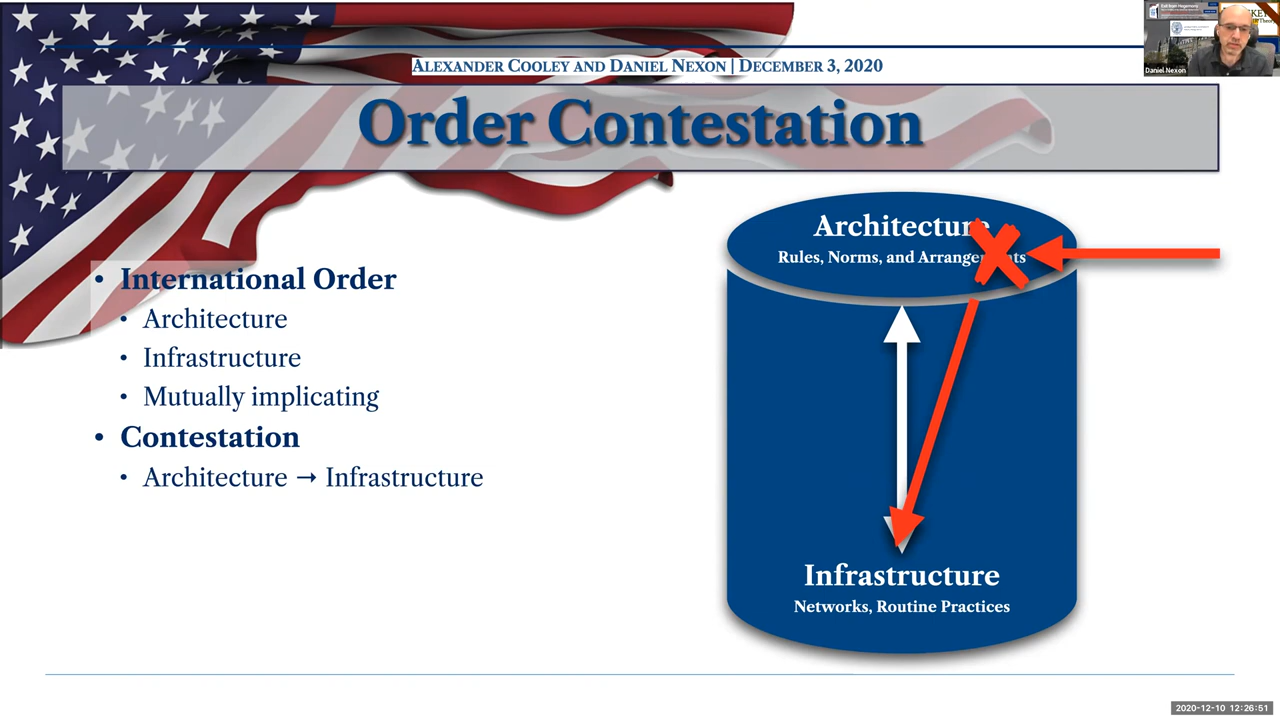 ALEXANDER COOLEY AND DANIEL NEXON | DECEMBER 3, 2020
Order Contestation
• International Order
• Architecture
• Infrastructure
• Mutually implicating
• Contestation
• Architecture → Infrastructure
Architecture
Rules, Norms, and
Infrastructure
Networks, Routine Practices
Daniel Nexon
2020-12-10 12:26:51